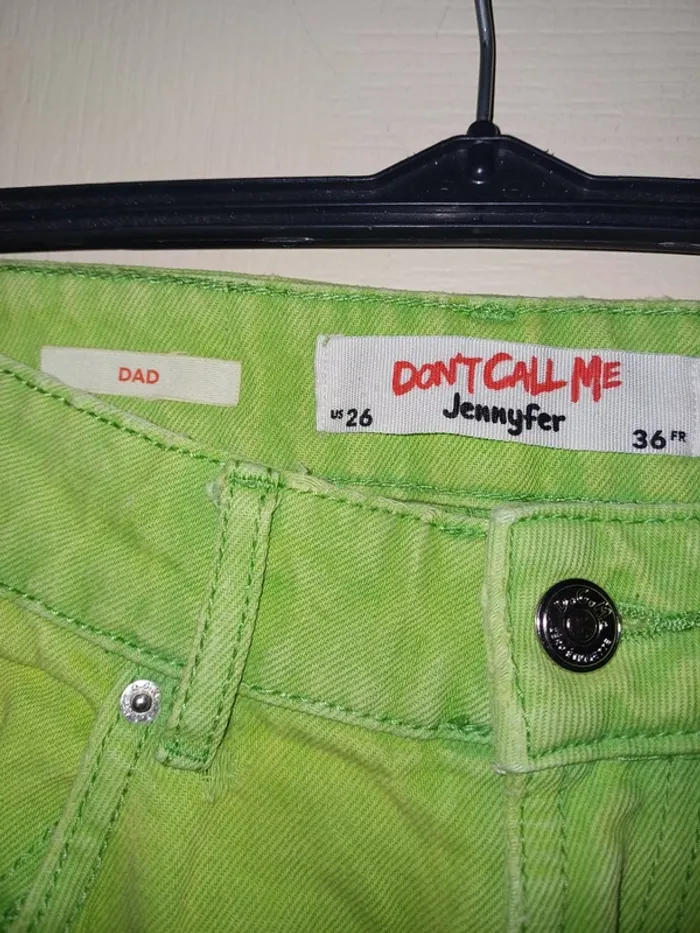 DAD
DON'T CALL ME
Jennyfer
US 26
36 FR